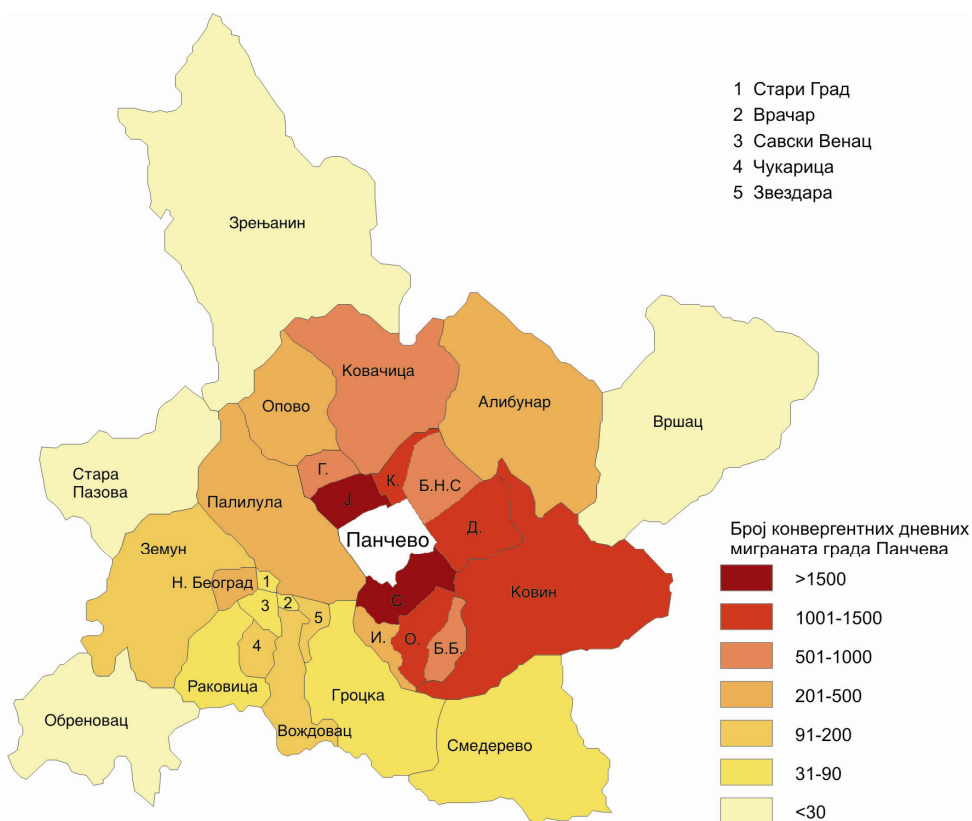 1 Стари Град
2 Врачар
3 Савски Венац
4 Чукарица
5 Звездара
Зрењанин
Ковачица
Опово
Алибунар
Вршац
Стара
Пазова
Г.
К.
Б.Н.С
Ј
Палилула
Д.
Панчево
Земун
Н. Београд
1
2
3
С.
Ковин
5
4
И.
О.
Б.Б.
Раковица
Гроцка
Обреновац
Вождовац
Смедерево
Број конвергентних дневних
миграната града Панчева
>1500
1001-1500
501-1000
201-500
91-200
31-90
<30